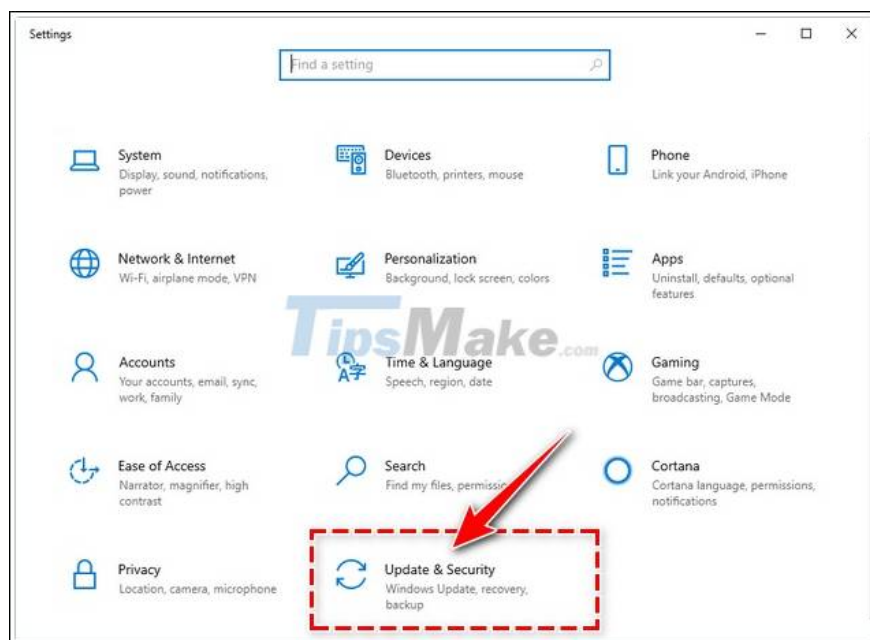 Settings
Find a setting
System
Display, sound, notifications,
power
Devices
Bluetooth, printers, mouse
Phone
Link your Android, iPhone
Network & Internet
Wi-Fi, airplane mode, VPN
Personalization
Background, lock screen, colors
Apps
Uninstall, defaults, optional
features
TipsMake.com
Accounts
Your accounts, email, sync,
work, family
Time & Language
Speech, region, date
Gaming
Game bar, captures,
broadcasting, Game Mode
Ease of Access
Narrator, magnifier, high
contrast
Search
Find my files,
Cortana
Cortana language, permissions,
notifications
Privacy
Location, camera, microphone
Update & Security
Windows Update, recovery,
backup